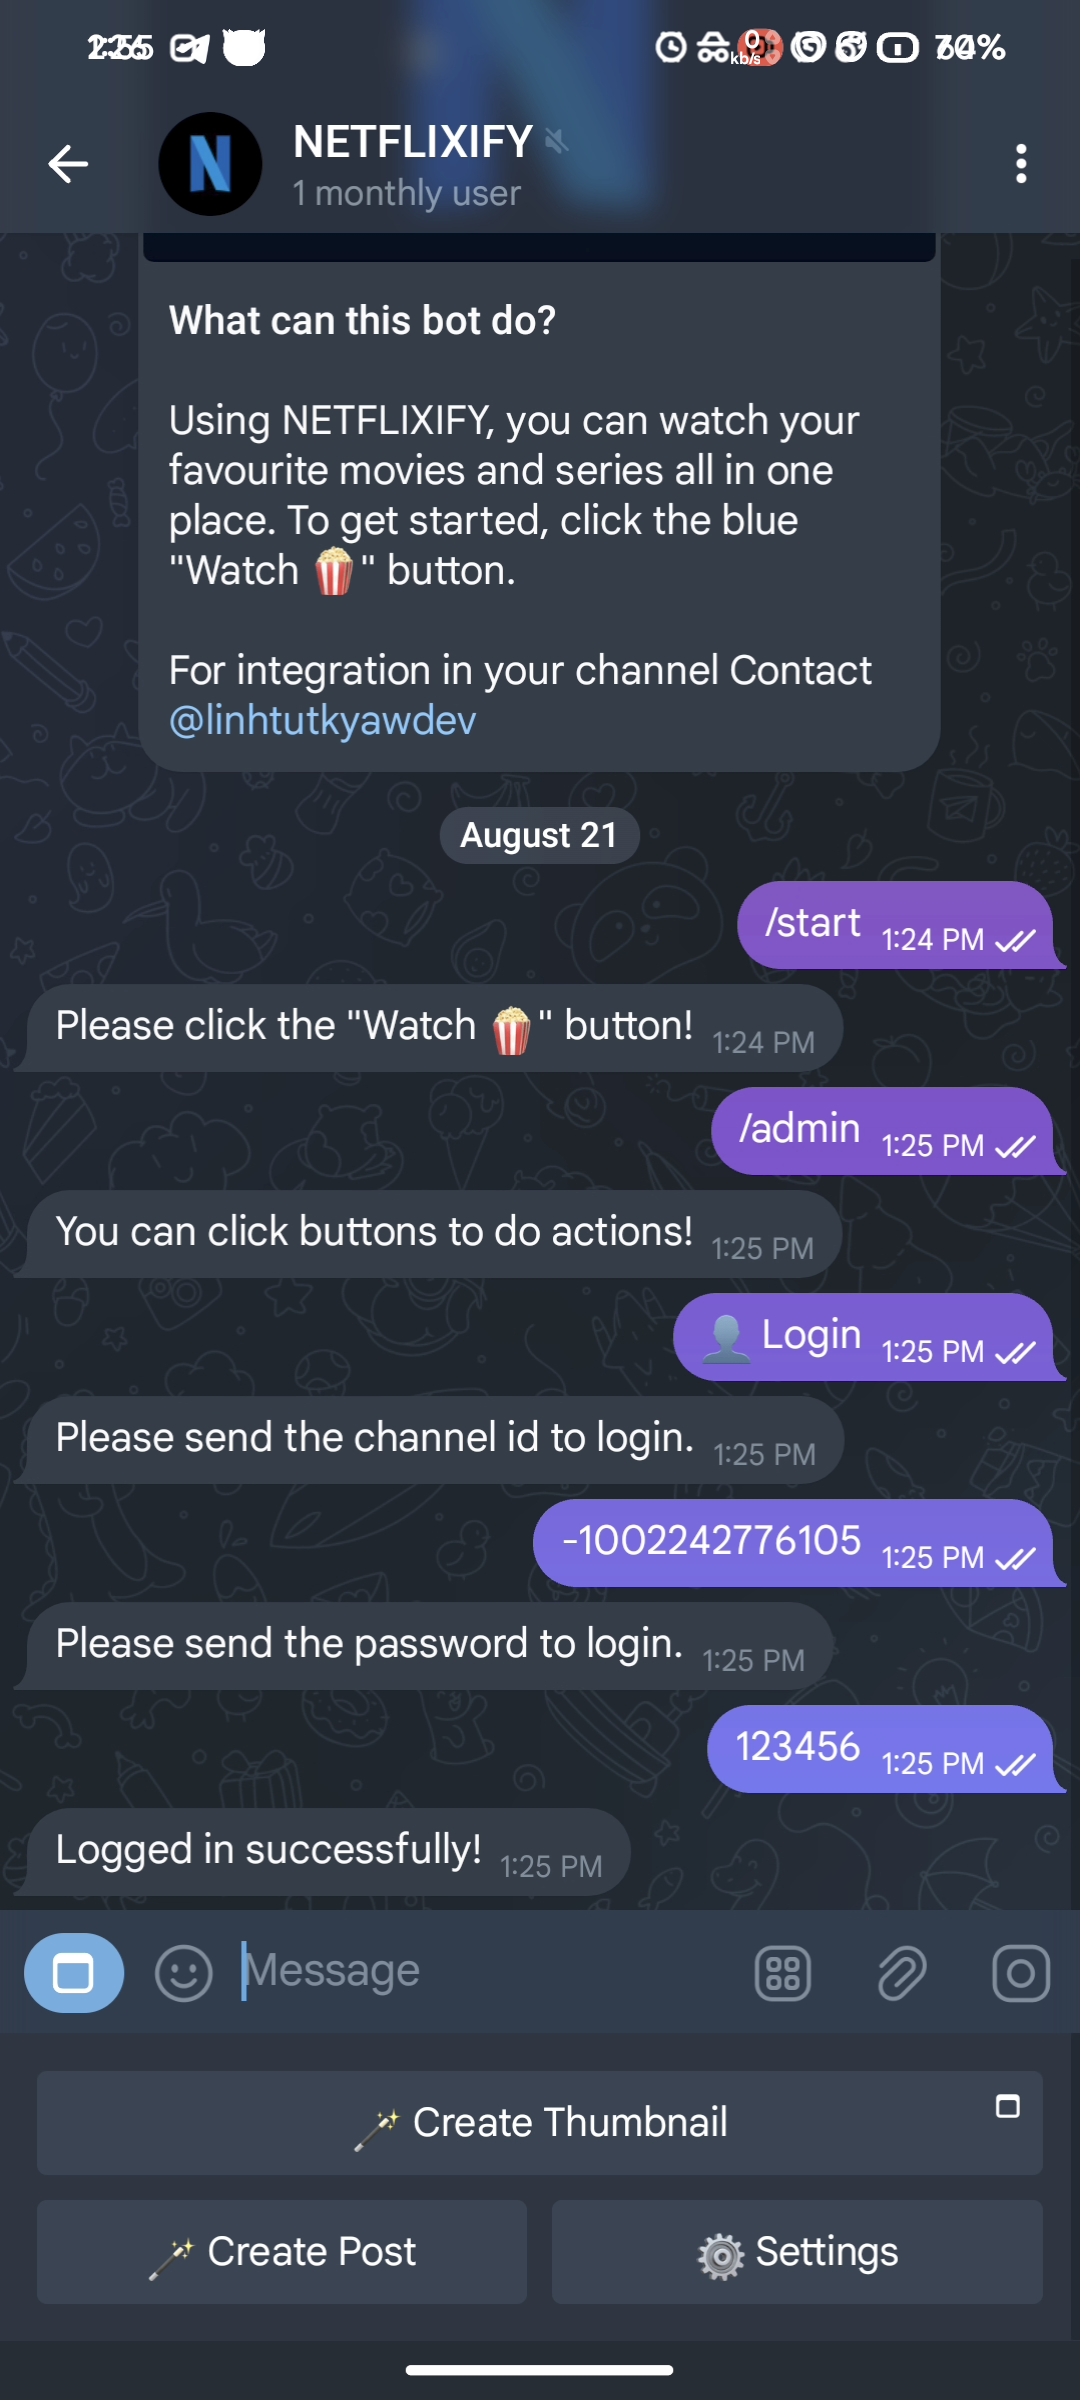 NETFLIXIFY
1 monthly user
What can this bot do?
Using NETFLIXIFY, you can watch your
favourite movies and series all in one
place. To get started, click the blue
"Watch 🍿" button.
For integration in your channel Contact
@linhtutkyawdev
August 21
/start 1:24 PM
Please click the "Watch 🍿" button! 1:24 PM
/admin 1:25 PM
You can click buttons to do actions! 1:25 PM
👤 Login 1:25 PM
Please send the channel id to login. 1:25 PM
-1002242776105 1:25 PM
Please send the password to login. 1:25 PM
123456 1:25 PM
Logged in successfully! 1:25 PM
Message
🪄 Create Thumbnail
🪄 Create Post
⚙️ Settings